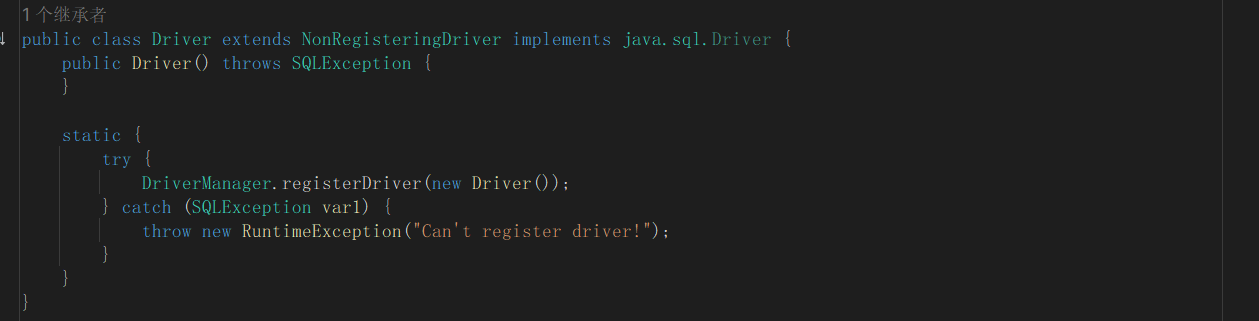 1 个继承者
public class Driver extends NonRegisteringDriver implements java.sql.Driver {
    public Driver() throws SQLException {
    }

    static {
        try {
            DriverManager.registerDriver(new Driver());
        } catch (SQLException var1) {
            throw new RuntimeException("Can't register driver!");
        }
    }
}